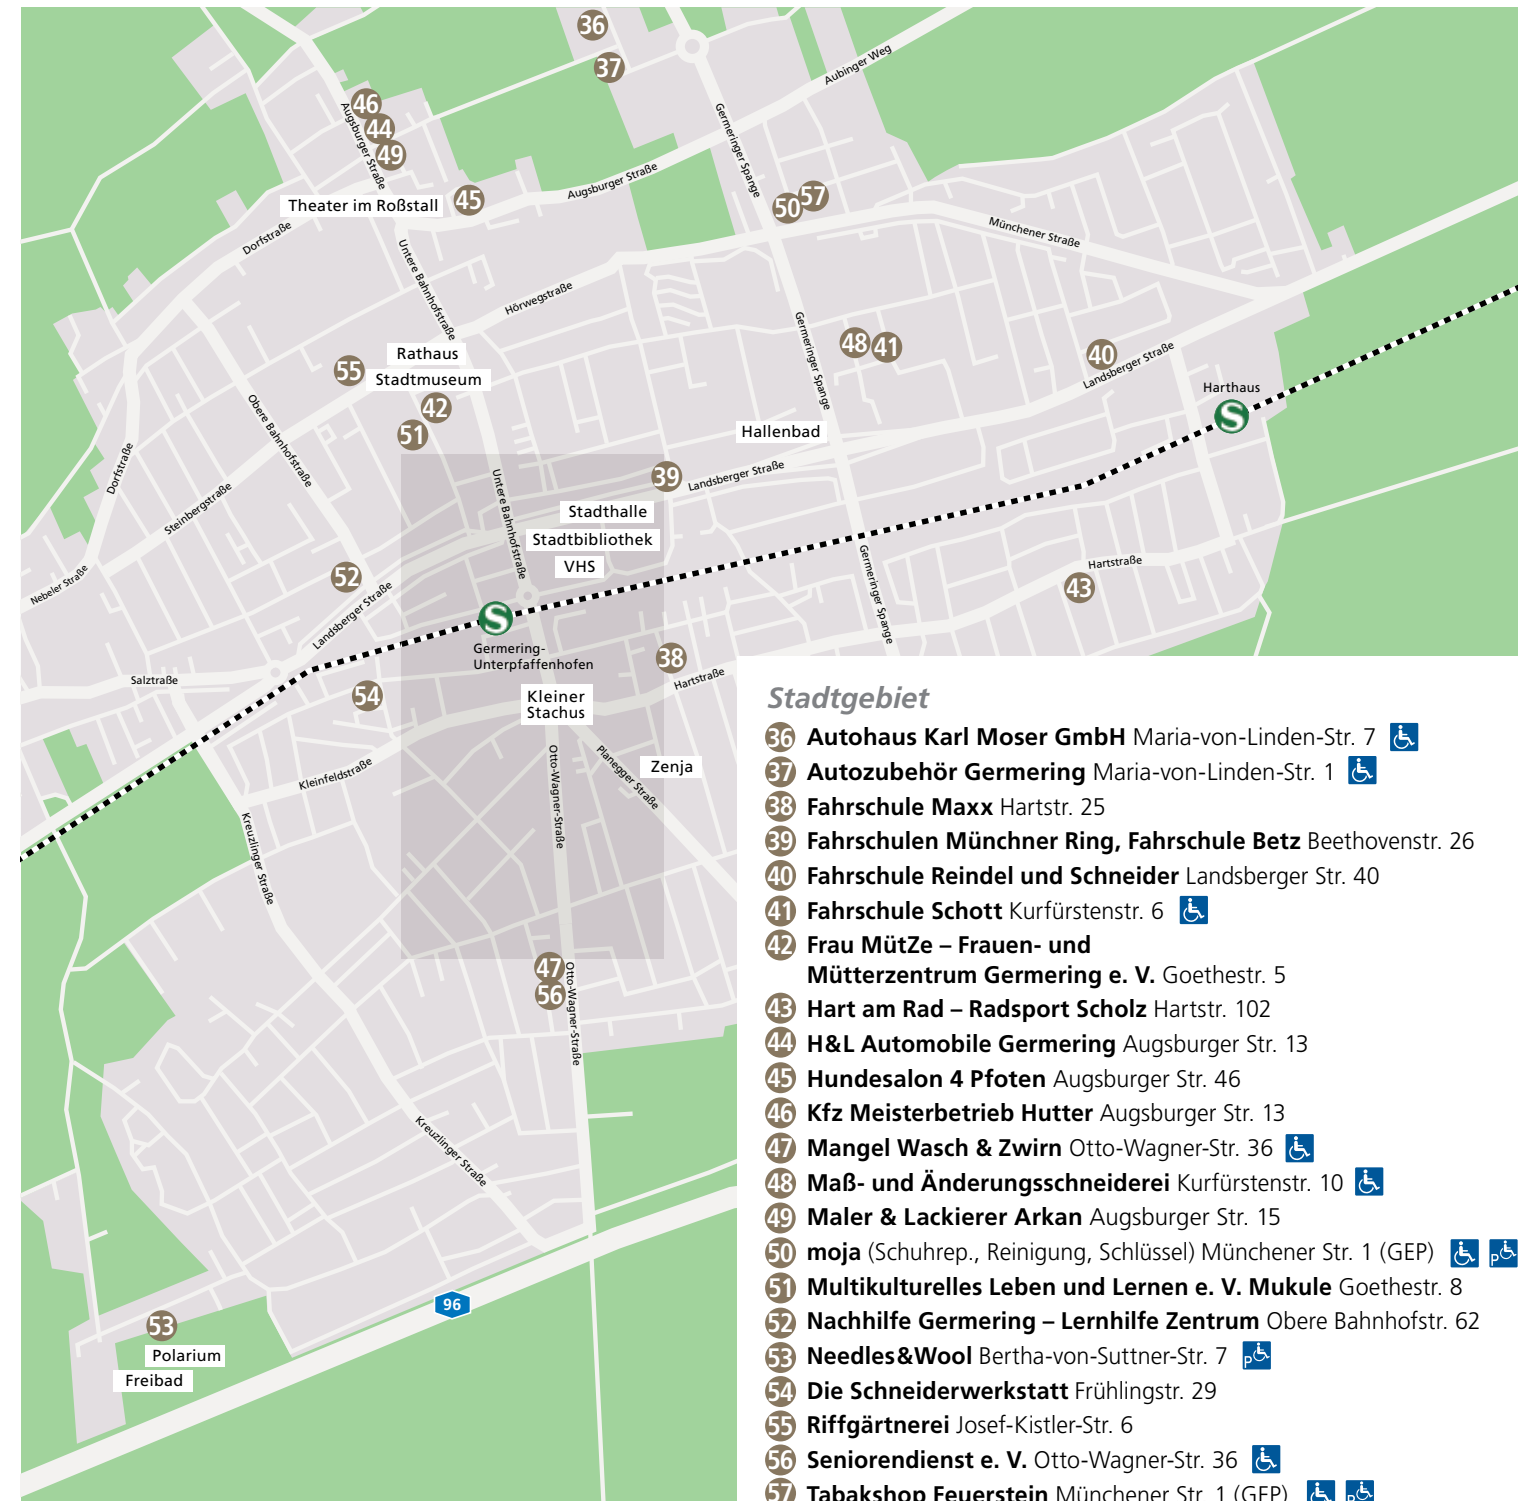 36
37
Aubinger Weg
46
Augsburger Straße
44
49
Germeringer Spange
Augsburger Straße
45
Theater im Roßstall
50
57
Dorfstraße
Münchener Straße
Untere Bahnhofstraße
Hörwegstraße
Germeringer Spange
48
41
40
Landsberger Straße
Rathaus
55
Stadtmuseum
Harthaus
S
42
51
Obere Bahnhofstraße
Hallenbad
Dorfstraße
39
Landsberger Straße
Steinbergstraße
Untere Bahnhofstraße
Stadthalle
Stadtbibliothek
VHS
Germeringer Spange
Hartstraße
43
Nebeler Straße
52
Landsberger Straße
S
Germering-
Unterpfaffenhofen
38
Hartstraße
Salztraße
54
Kleiner
Stachus
Kleinfeldstraße
Otto-Wagner-Straße
Planegger Straße
Zenja
Kreuzlinger Straße
47
56
Otto-Wagner-Straße
Kreuzlinger Straße
96
53
Polarium
Freibad
Stadtgebiet
36 Autohaus Karl Moser GmbH Maria-von-Linden-Str. 7
37 Autozubehör Germering Maria-von-Linden-Str. 1
38 Fahrschule Maxx Hartstr. 25
39 Fahrschulen Münchner Ring, Fahrschule Betz Beethovenstr. 26
40 Fahrschule Reindel und Schneider Landsberger Str. 40
41 Fahrschule Schott Kurfürstenstr. 6
42 Frau MütZe – Frauen- und
Mütterzentrum Germering e. V. Goethestr. 5
43 Hart am Rad – Radsport Scholz Hartstr. 102
44 H&L Automobile Germering Augsburger Str. 13
45 Hundesalon 4 Pfoten Augsburger Str. 46
46 Kfz Meisterbetrieb Hutter Augsburger Str. 13
47 Mangel Wasch & Zwirn Otto-Wagner-Str. 36
48 Maß- und Änderungsschneiderei Kurfürstenstr. 10
49 Maler & Lackierer Arkan Augsburger Str. 15
50 moja (Schuhrep., Reinigung, Schlüssel) Münchener Str. 1 (GEP) P
51 Multikulturelles Leben und Lernen e. V. Mukule Goethestr. 8
52 Nachhilfe Germering – Lernhilfe Zentrum Obere Bahnhofstr. 62
53 Needles&Wool Bertha-von-Suttner-Str. 7 P
54 Die Schneiderwerkstatt Frühlingstr. 29
55 Riffgärtnerei Josef-Kistler-Str. 6
56 Seniorendienst e. V. Otto-Wagner-Str. 36
57 Tabakshop Feuerstein Münchener Str. 1 (GEP) P